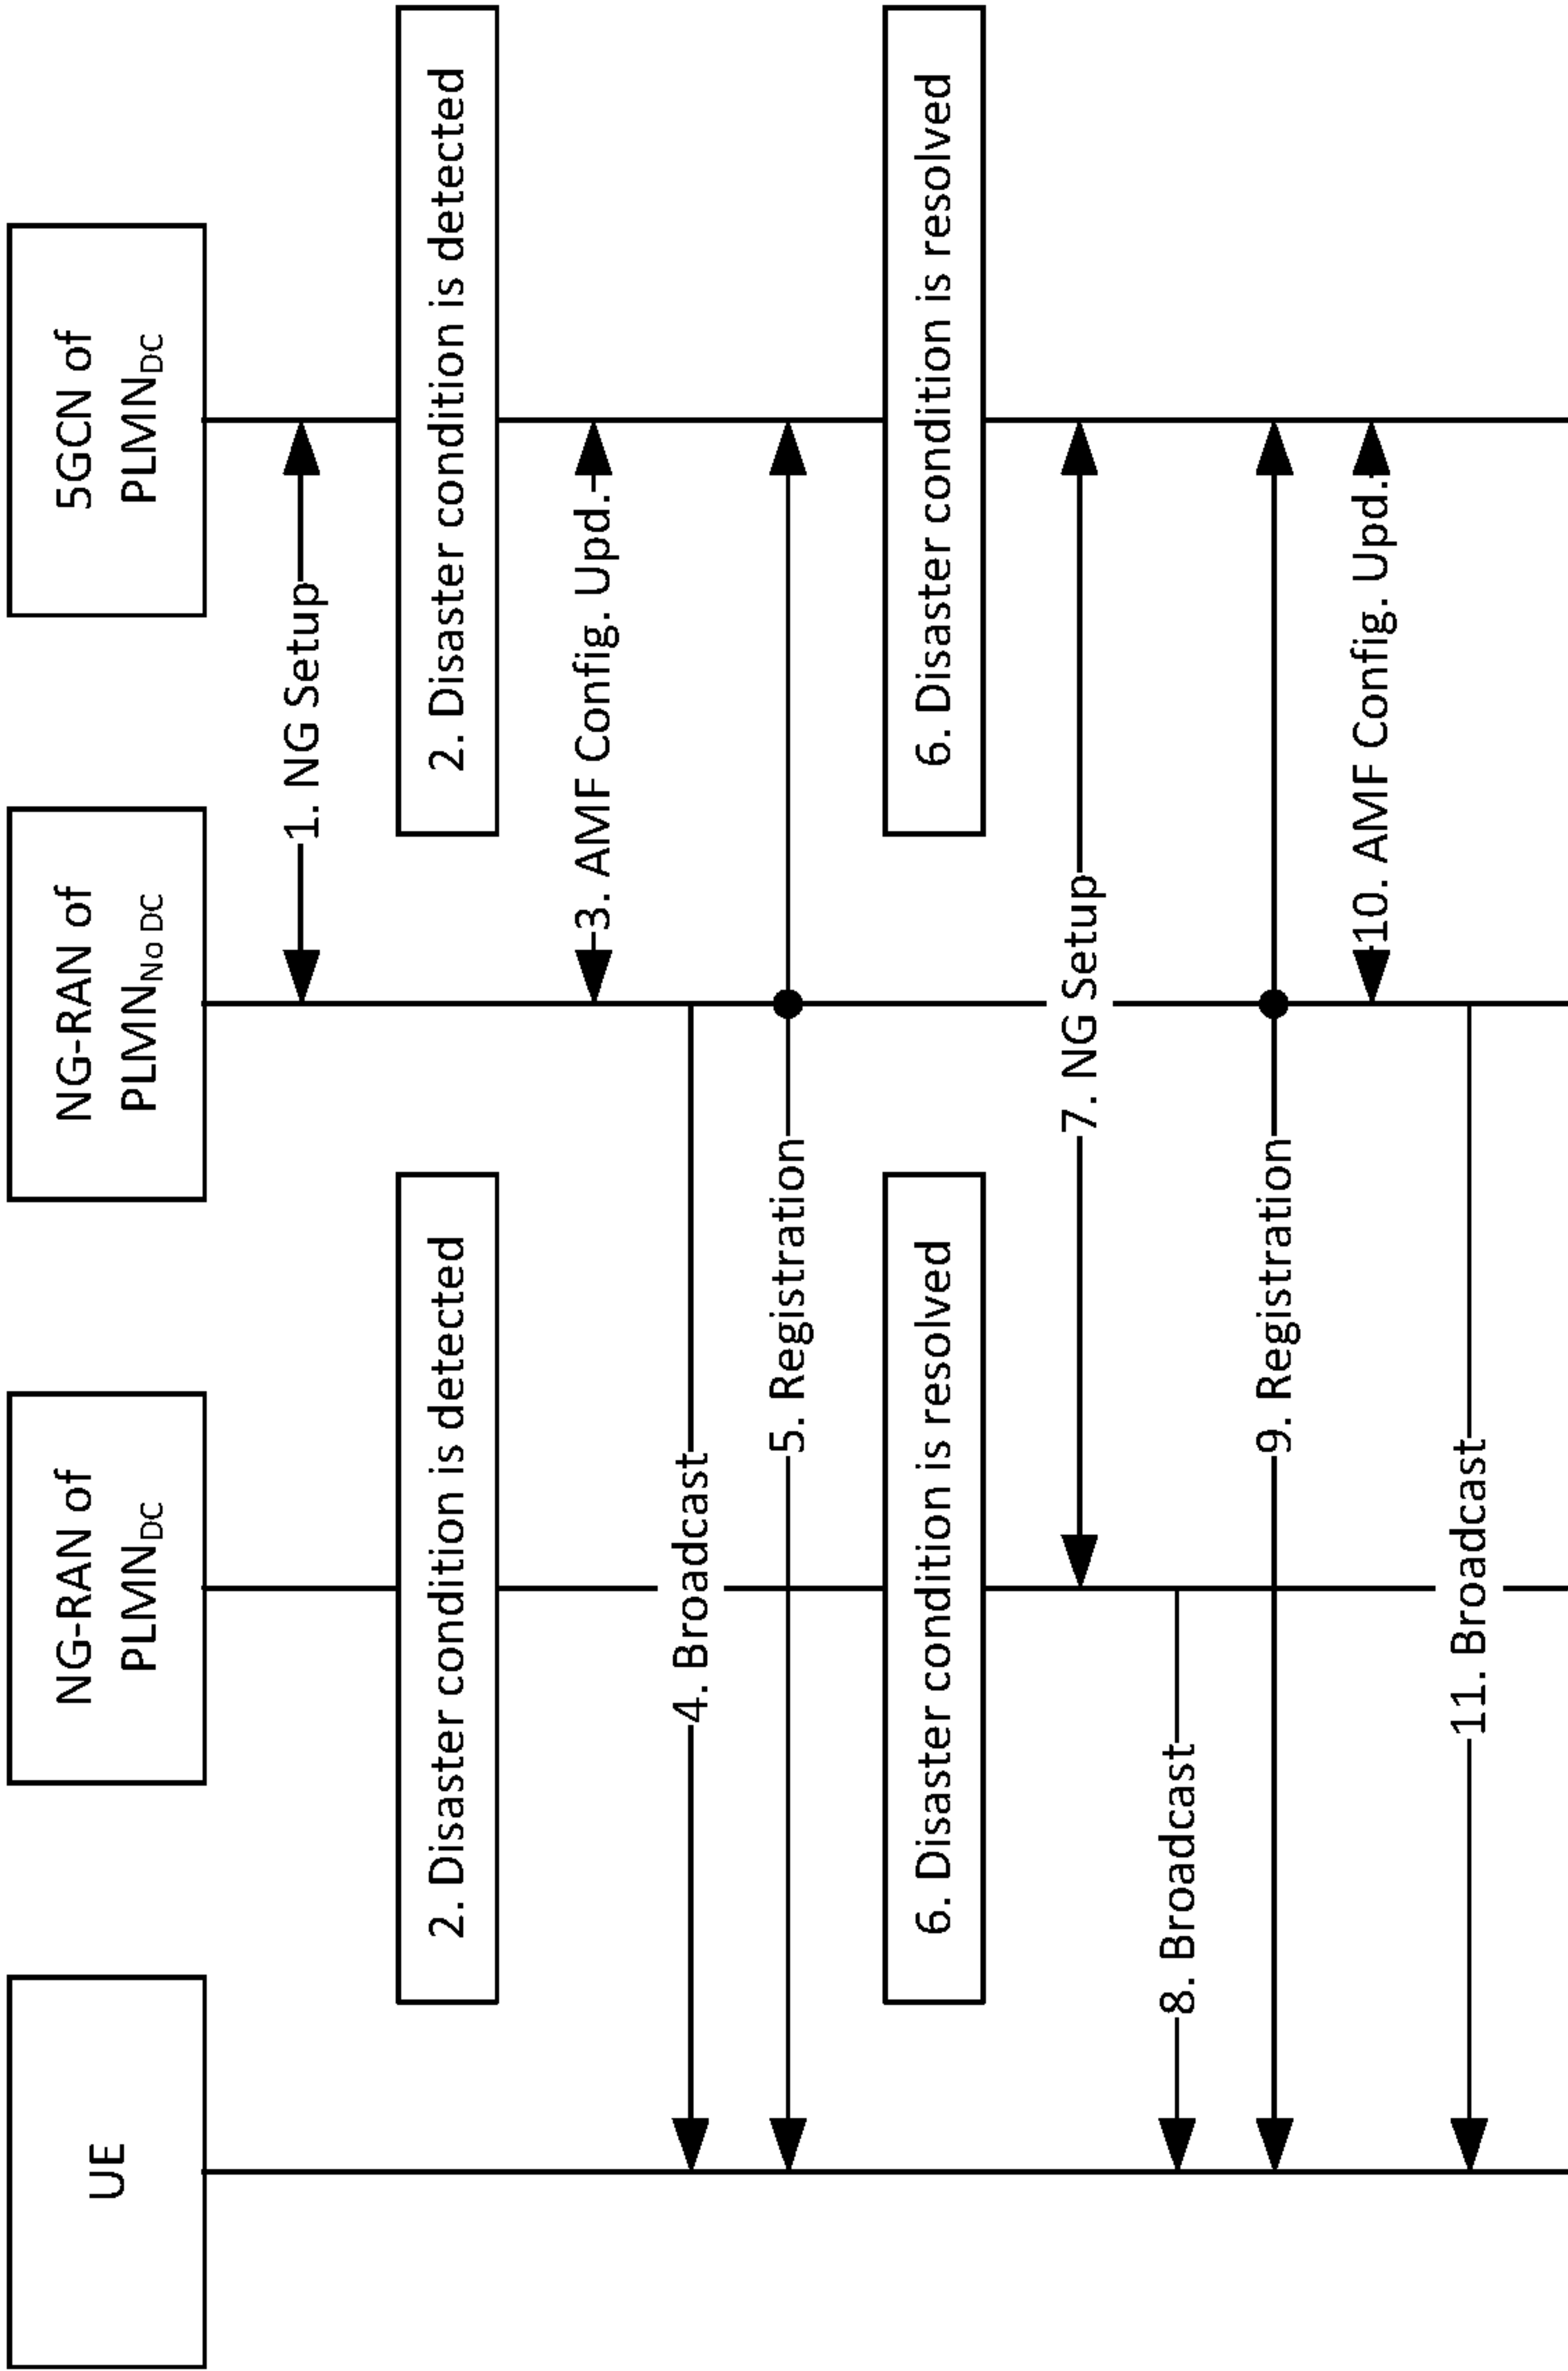 UE
NG-RAN of
PLMNDC
NG-RAN of
PLMNNo DC
5GCN of
PLMNDC
1. NG Setup
2. Disaster condition is detected
2. Disaster condition is detected
3. AMF Config. Upd.
4. Broadcast
5. Registration
6. Disaster condition is resolved
6. Disaster condition is resolved
7. NG Setup
8. Broadcast
9. Registration
10. AMF Config. Upd.
11. Broadcast